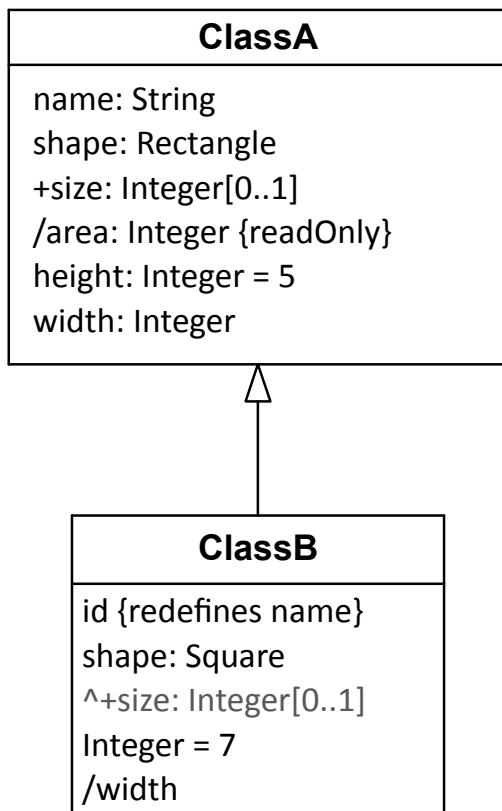 ClassA
name: String
shape: Rectangle
+size: Integer[0..1]
/area: Integer {readOnly}
height: Integer = 5
width: Integer
ClassB
id {redefines name}
shape: Square
^+size: Integer[0..1]
Integer = 7
/width